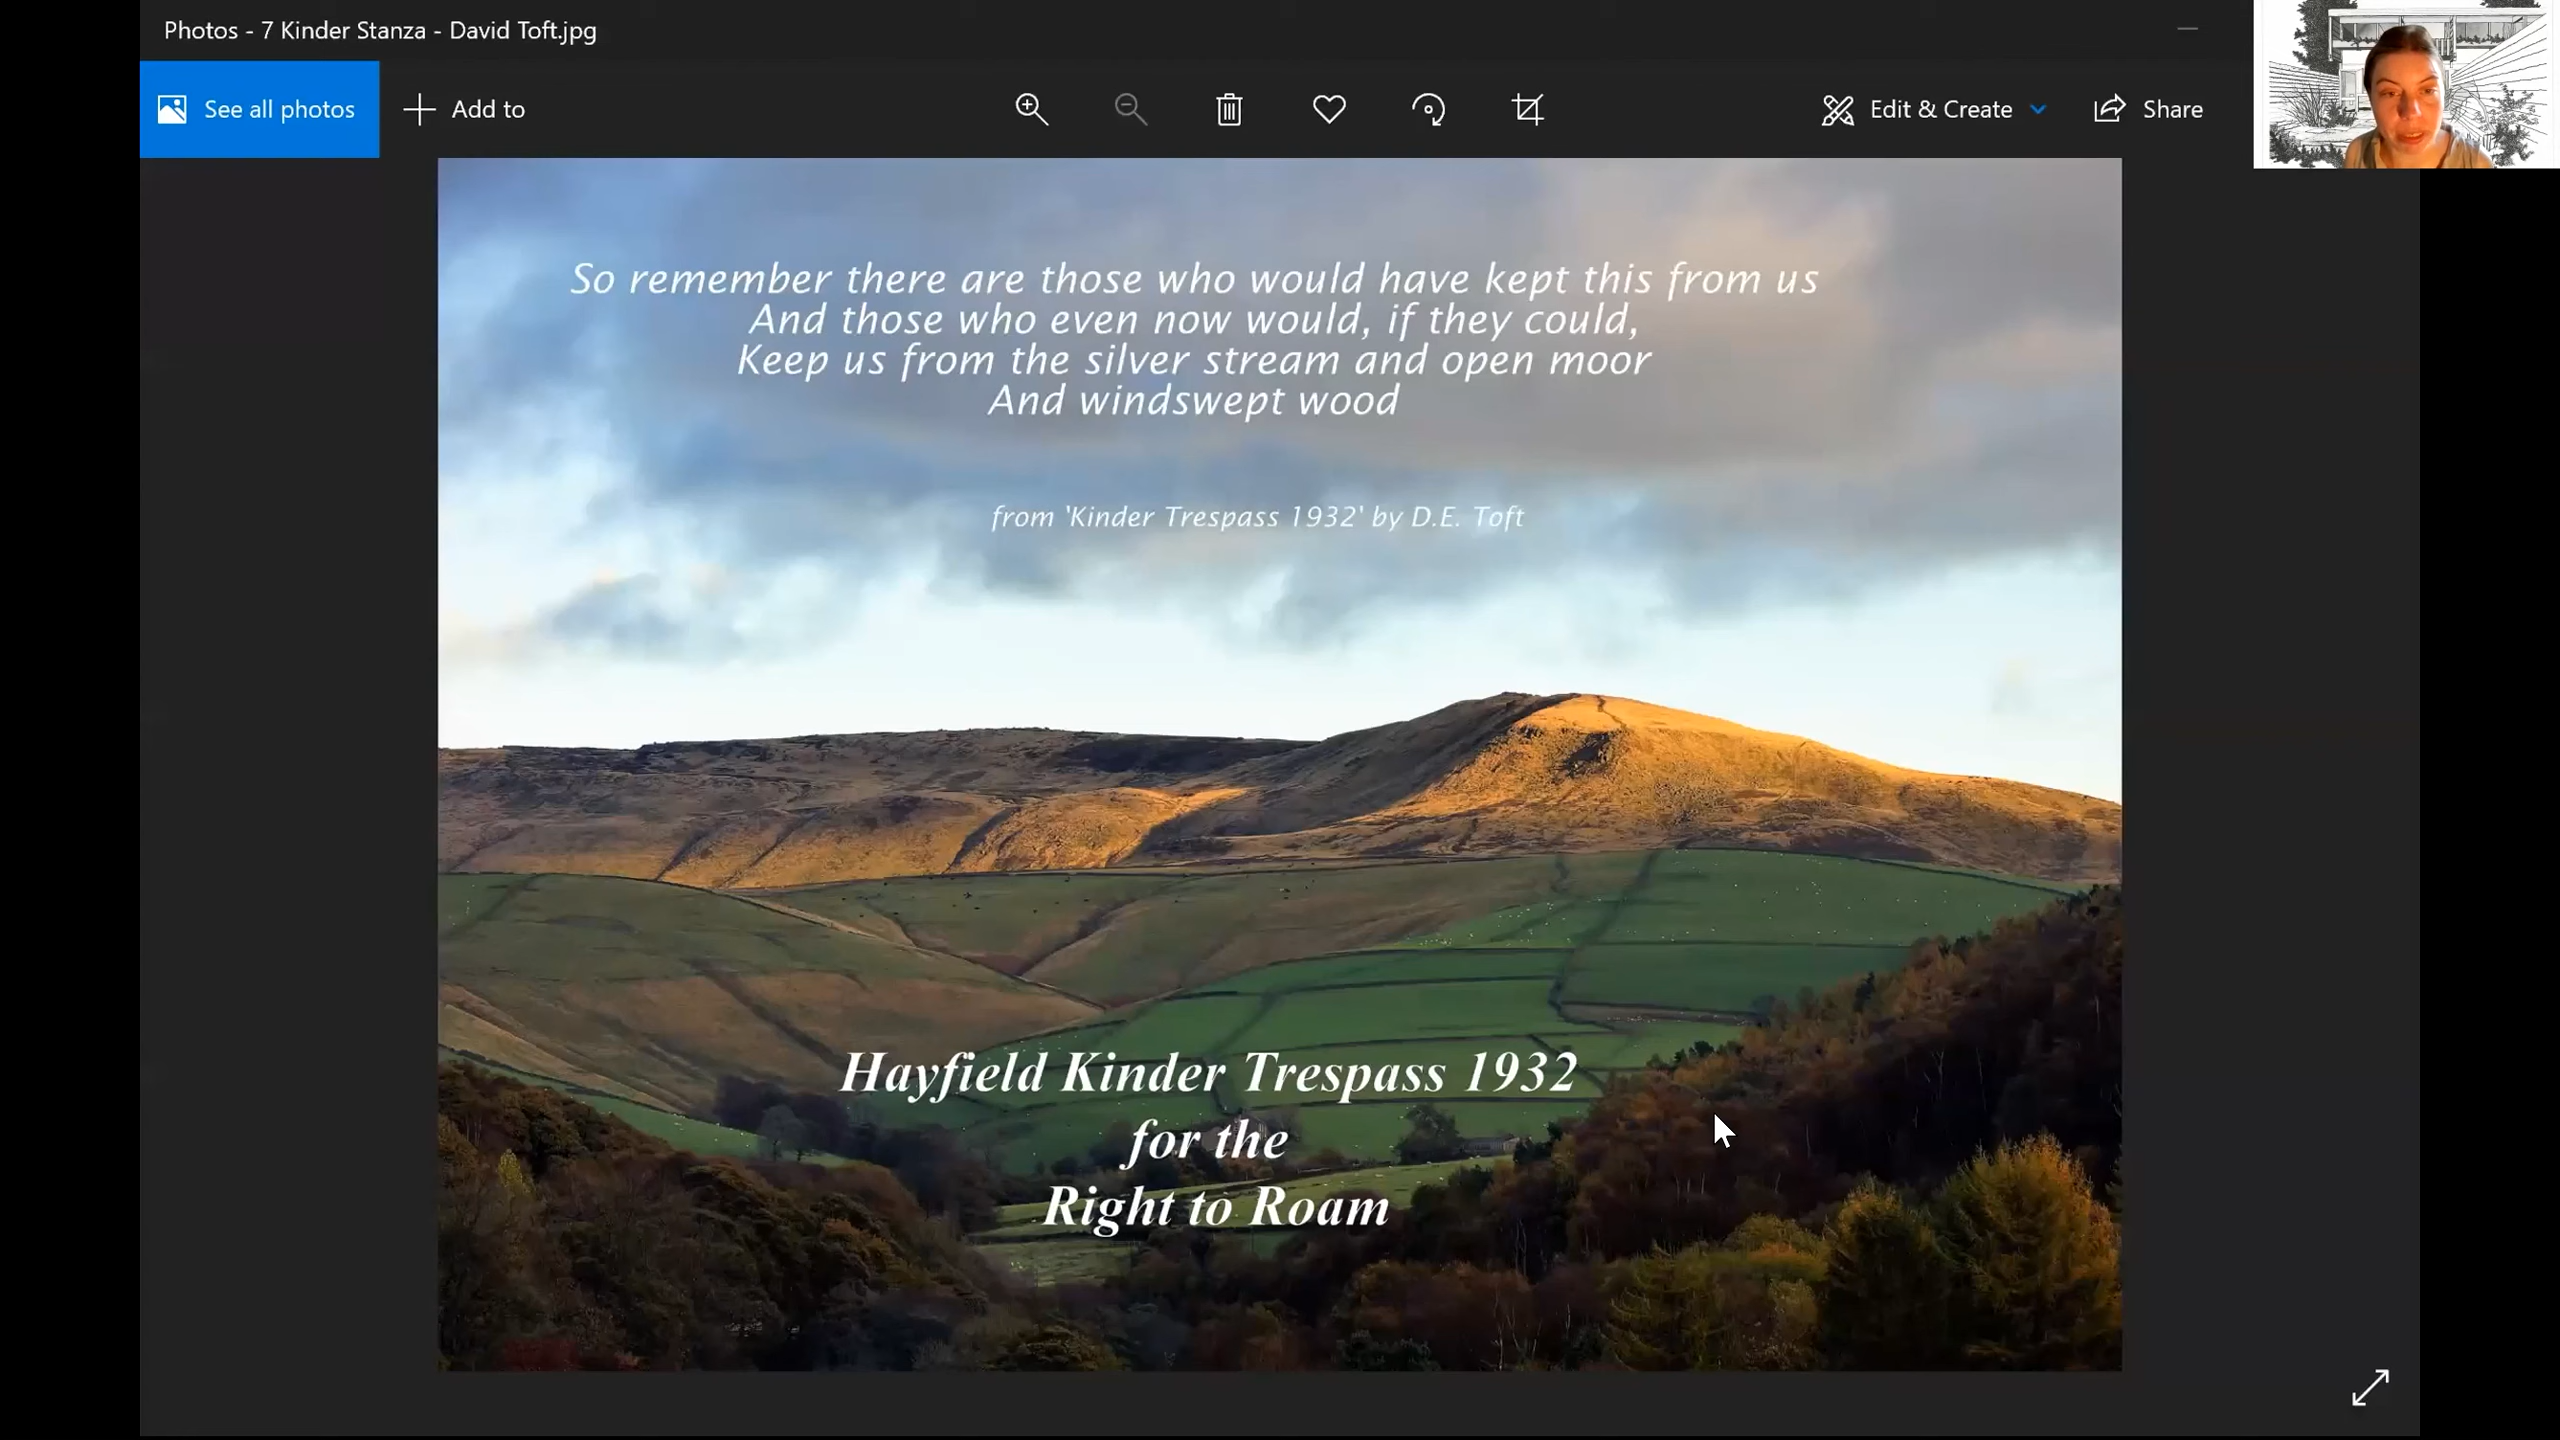 Photos - 7 Kinder Stanza - David Toft.jpg
See all photos
Add to
Edit & Create
Share
So remember there are those who would have kept this from us
And those who even now would, if they could,
Keep us from the silver stream and open moor
And windswept wood
from 'Kinder Trespass 1932' by D.E. Toft
Hayfield Kinder Trespass 1932
for the
Right to Roam